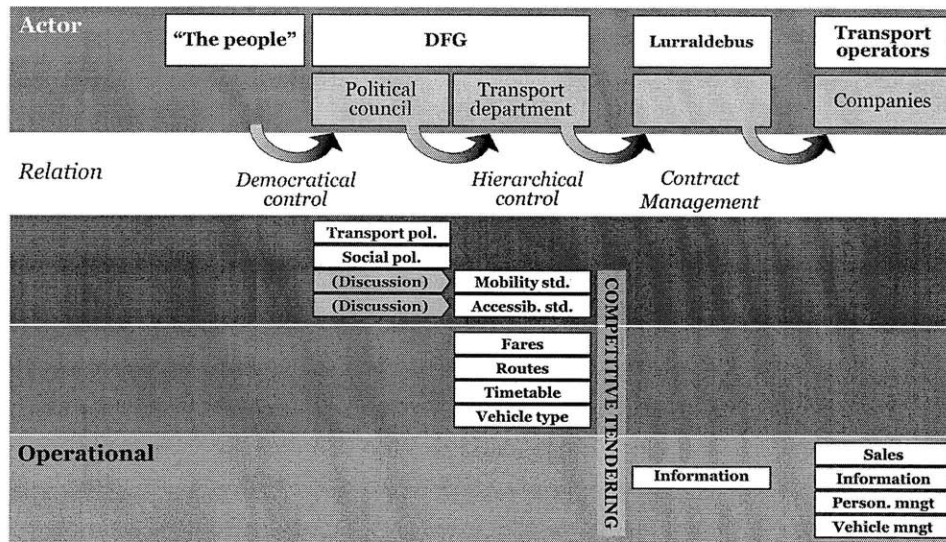 Actor
"The people"
DFG
Lurraldebus
Transport
operators
Political
council
Transport
department
Companies
Relation
Democratical
control
Hierarchical
control
Contract
Management
Transport pol.
Social pol.
(Discussion)
Mobility std.
(Discussion)
Accessib. std.
COMPETITIVE TENDERING
Fares
Routes
Timetable
Vehicle type
Operational
Information
Sales
Information
Person. mngt
Vehicle mngt